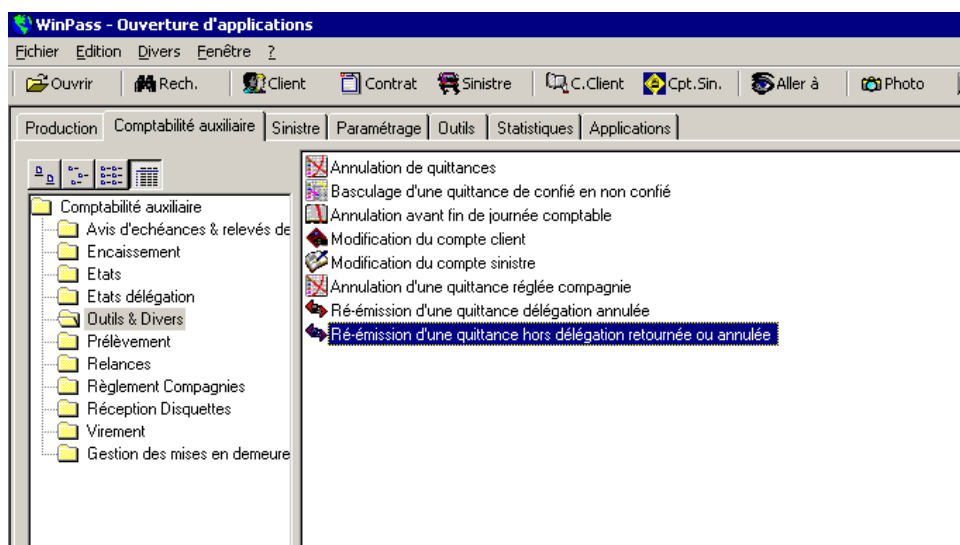 WinPass - Ouverture d'applications
Fichier Edition Divers Fenêtre ?
Ouvrir Rech. Client Contrat Sinistre C.Client Cpt.Sin. Aller à Photo
Production Comptabilité auxiliaire Sinistre Paramétrage Outils Statistiques Applications
Comptabilité auxiliaire
Avis d'echéances & relevés de
Encaissement
Etats
Etats délégation
Outils & Divers
Prélèvement
Relances
Règlement Compagnies
Réception Disquettes
Virement
Gestion des mises en demeure
Annulation de quittances
Basculage d'une quittance de confié en non confié
Annulation avant fin de journée comptable
Modification du compte client
Modification du compte sinistre
Annulation d'une quittance réglée compagnie
Ré-émission d'une quittance délégation annulée
Ré-émission d'une quittance hors délégation retournée ou annulée